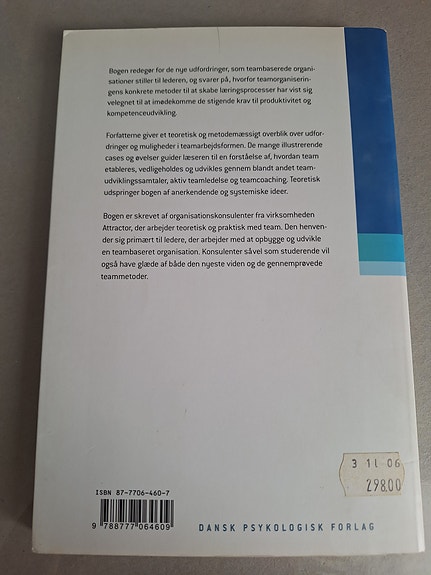 Bogen redegør for de nye udfordringer, som teambaserede organi-
sationer stiller til lederen, og svarer på, hvorfor teamorganiserin-
gens konkrete metoder til at skabe læringsprocesser har vist sig
velegnet til at imødekomme de stigende krav til produktivitet og
kompetenceudvikling.
Forfatterne giver et teoretisk og metodemæssigt overblik over udfor-
dringer og muligheder i teamarbejdsformen. De mange illustrerende
cases og øvelser guider læseren til en forståelse af, hvordan team
etableres, vedligeholdes og udvikles gennem blandt andet team-
udviklingssamtaler, aktiv teamledelse og teamcoaching. Teoretisk
udspringer bogen af anerkendende og systemiske ideer.
Bogen er skrevet af organisationskonsulenter fra virksomheden
Attractor, der arbejder teoretisk og praktisk med team. Den henven-
der sig primært til ledere, der arbejder med at opbygge og udvikle
en teambaseret organisation. Konsulenter såvel som studerende vil
også have glæde af både den nyeste viden og de gennemprøvede
teammetoder.
3 11 06
298.00
ISBN 87-7706-460-7
9 788777 064609
DANSK PSYKOLOGISK FORLAG